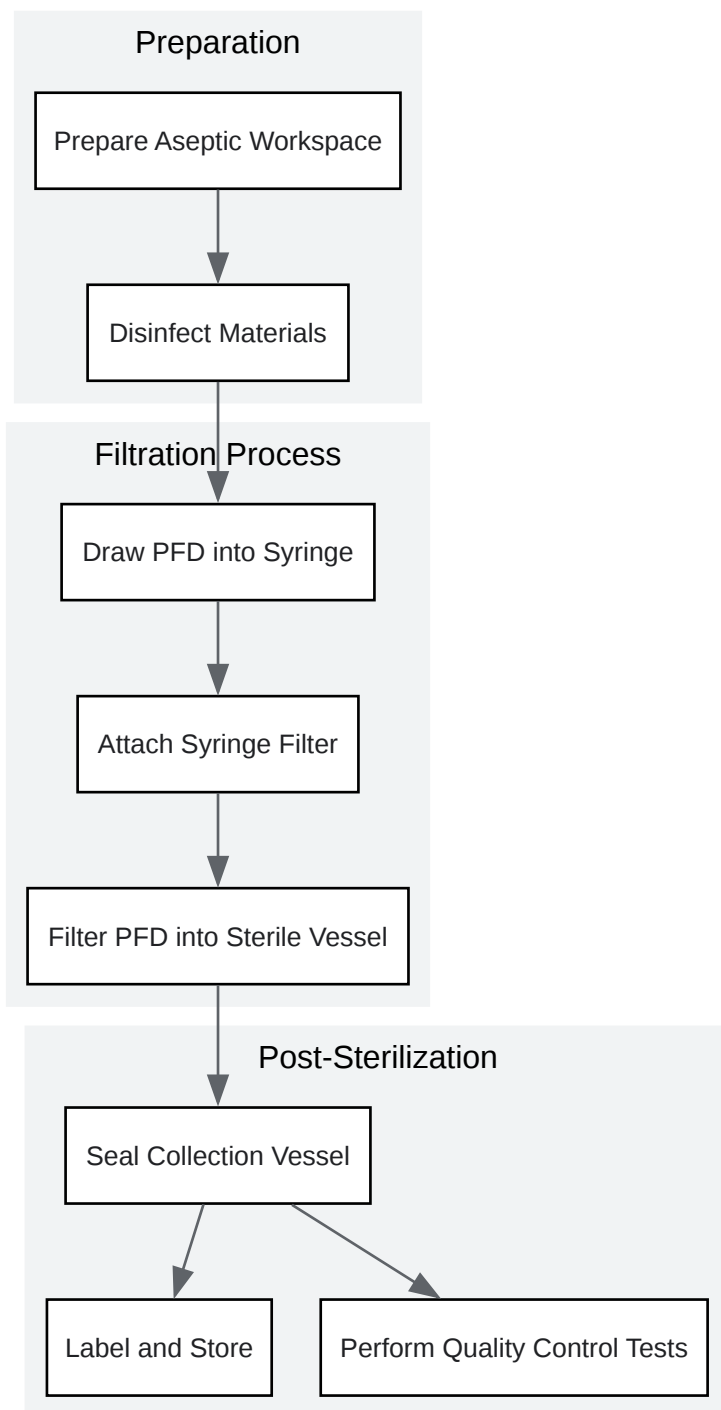 Preparation
Prepare Aseptic Workspace
Disinfect Materials
Filtration Process
Draw PFD into Syringe
Attach Syringe Filter
Filter PFD into Sterile Vessel
Post-Sterilization
Seal Collection Vessel
Label and Store
Perform Quality Control Tests